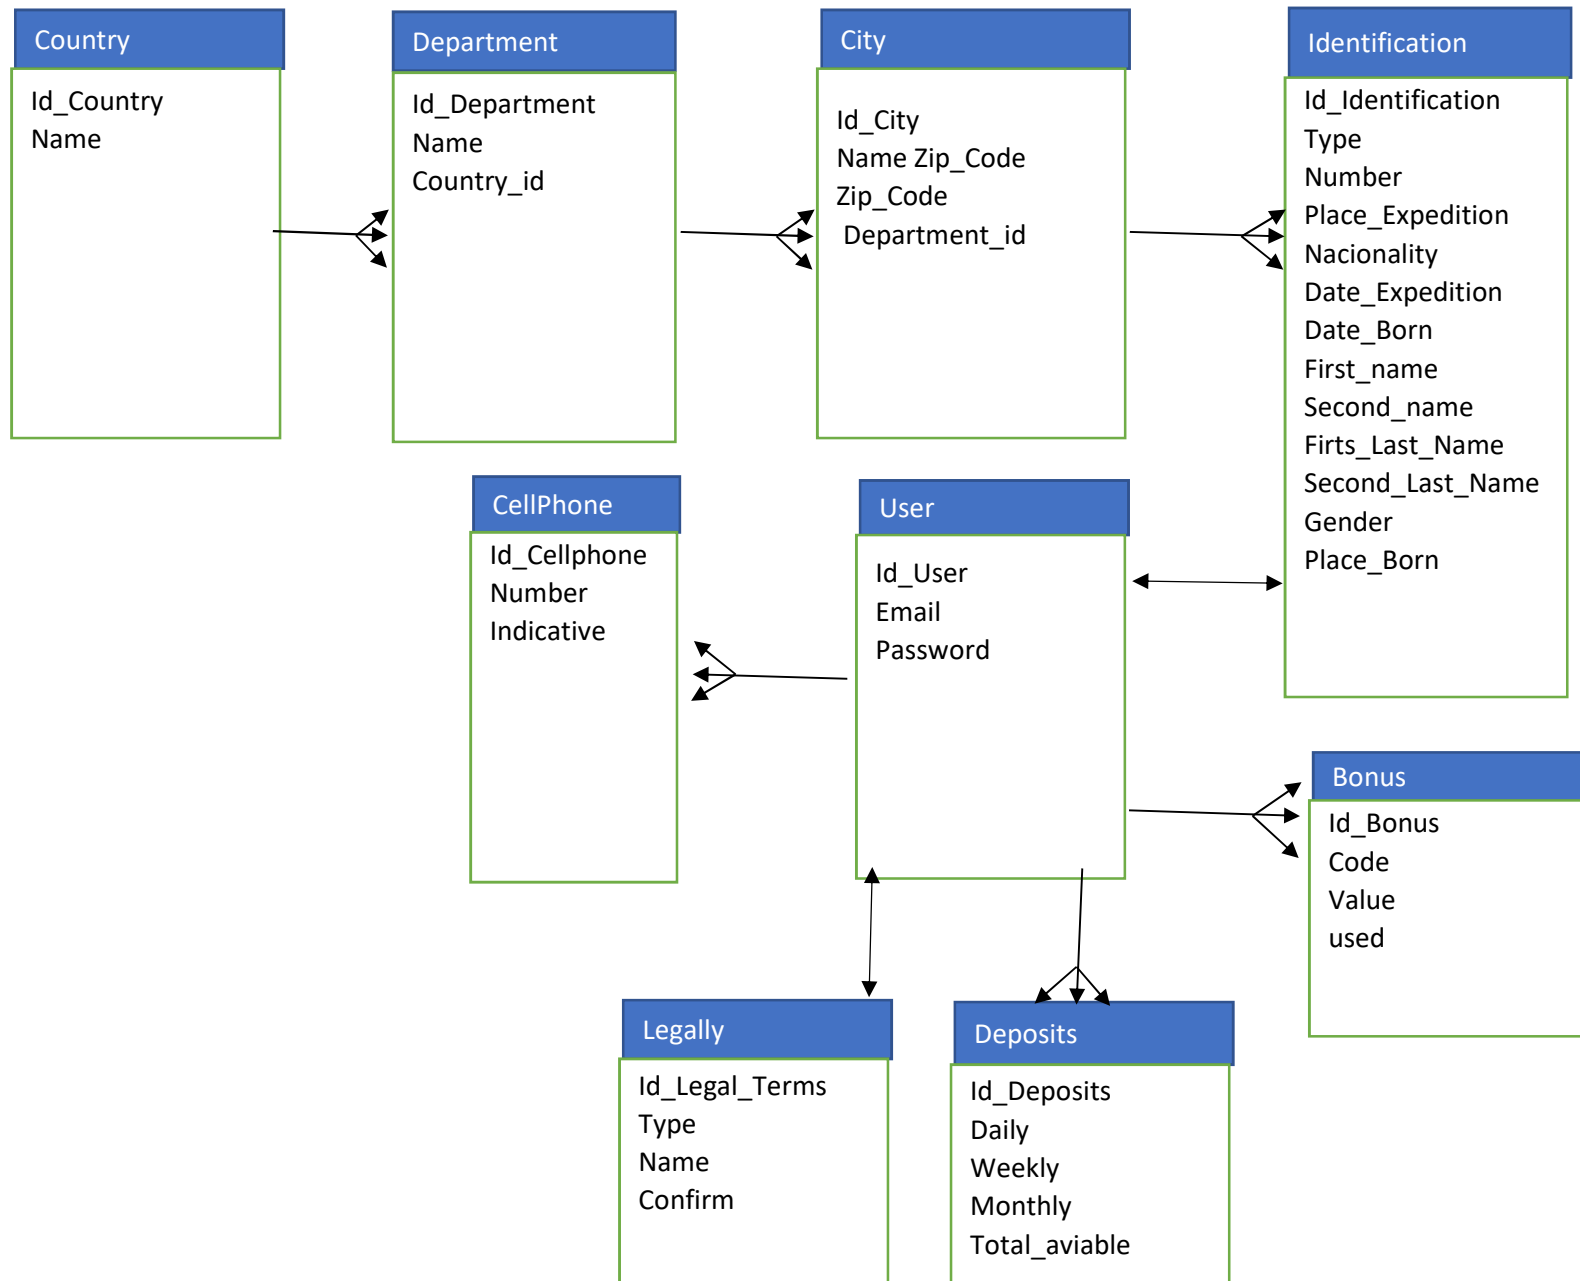 Country
Id_Country
Name
Department
Id_Department
Name
Country_id
City
Id_City
Name Zip_Code
Zip_Code
Department_id
Identification
Id_Identification
Type
Number
Place_Expedition
Nacionality
Date_Expedition
Date_Born
First_name
Second_name
Firts_Last_Name
Second_Last_Name
Gender
Place_Born
CellPhone
Id_Cellphone
Number
Indicative
User
Id_User
Email
Password
Bonus
Id_Bonus
Code
Value
used
Legally
Id_Legal_Terms
Type
Name
Confirm
Deposits
Id_Deposits
Daily
Weekly
Monthly
Total_aviable